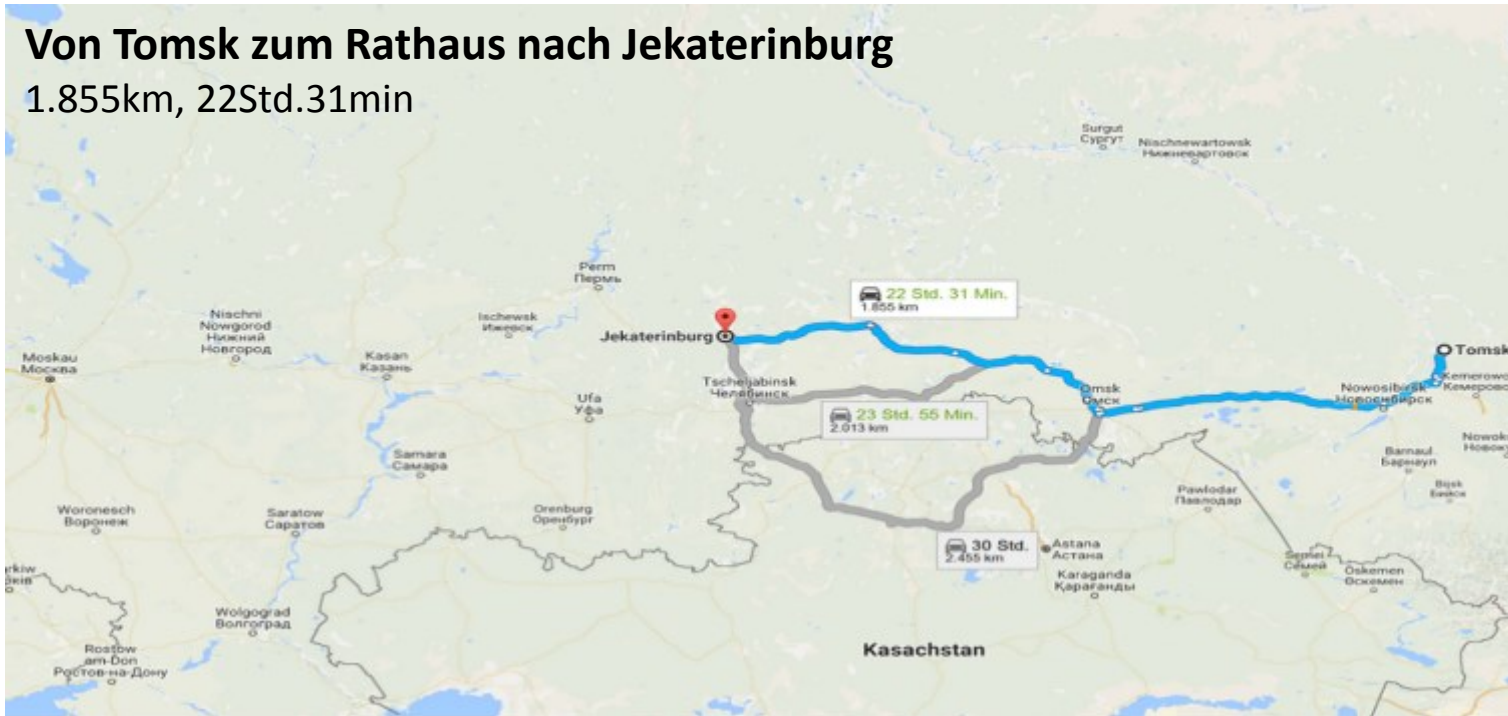 Von Tomsk zum Rathaus nach Jekaterinburg
1.855km, 22Std.31min
Surgut
Сургут
Nischnewartowsk
Нижневартовск
Perm
Пермь
22 Std. 31 Min.
1.855 km
Nischni
Nowgorod
Нижний
Новгород
Ischewsk
Ижевск
Jekaterinburg
Moskau
Москва
Kasan
Казань
Tomsk
Tscheljabinsk
Челябинск
Omsk
Омск
Nowosibirsk
Новосибирск
Kemerowo
Кемерово
Ufa
Уфа
23 Std. 55 Min.
2.013 km
Samara
Самара
Barnaul
Барнаул
Bijsk
Бийск
Woronesch
Воронеж
Saratow
Саратов
Orenburg
Оренбург
Pawlodar
Павлодар
30 Std.
2.455 km
Astana
Астана
Semei
Семей
Öskemen
Өскемен
Karaganda
Қарағанды
Wolgograd
Волгоград
Rostow
am-Don
Ростов-на-Дону
Kasachstan